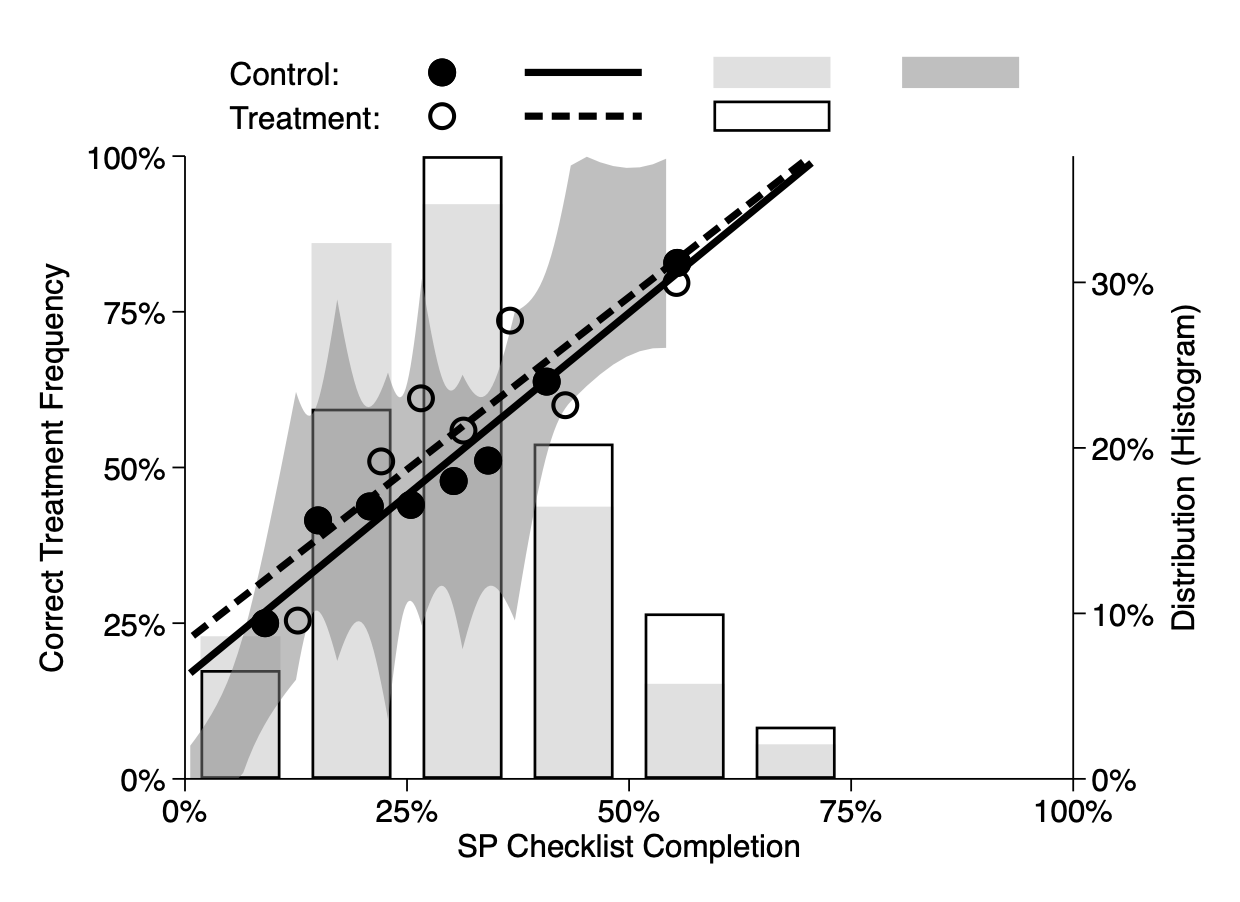 Control:
Treatment:
100%
75%
50%
25%
0%
30%
20%
10%
0%
0%
25%
50%
75%
100%
SP Checklist Completion
Correct Treatment Frequency
Distribution (Histogram)